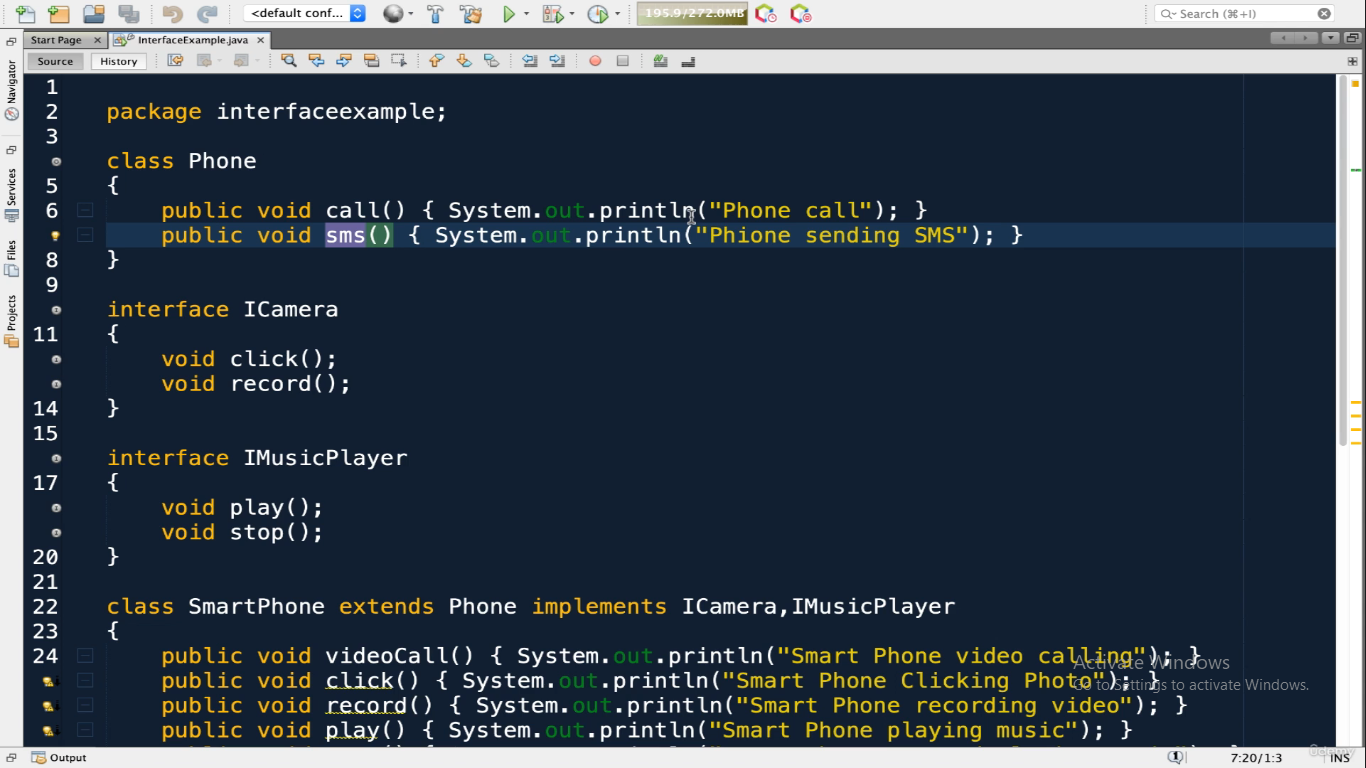 <default conf...
195.9/272.0MB
Search (⌘+I)
Start Page
InterfaceExample.java
Source
History
Navigator
Services
Files
Projects
1
2 package interfaceexample;
3
class Phone
5 {
6 public void call() { System.out.println("Phone call"); }
public void sms() { System.out.println("Phione sending SMS"); }
8 }
9
interface ICamera
11 {
void click();
void record();
14 }
15
interface IMusicPlayer
17 {
void play();
void stop();
20 }
21
22 class SmartPhone extends Phone implements ICamera,IMusicPlayer
23 {
24 public void videoCall() { System.out.println("Smart Phone video calling"); }
public void click() { System.out.println("Smart Phone Clicking Photo"); }
public void record() { System.out.println("Smart Phone recording video"); }
public void play() { System.out.println("Smart Phone playing music"); }
Activate Windows
Go to Settings to activate Windows.
Output
7:20/1:3
INS
Udemy